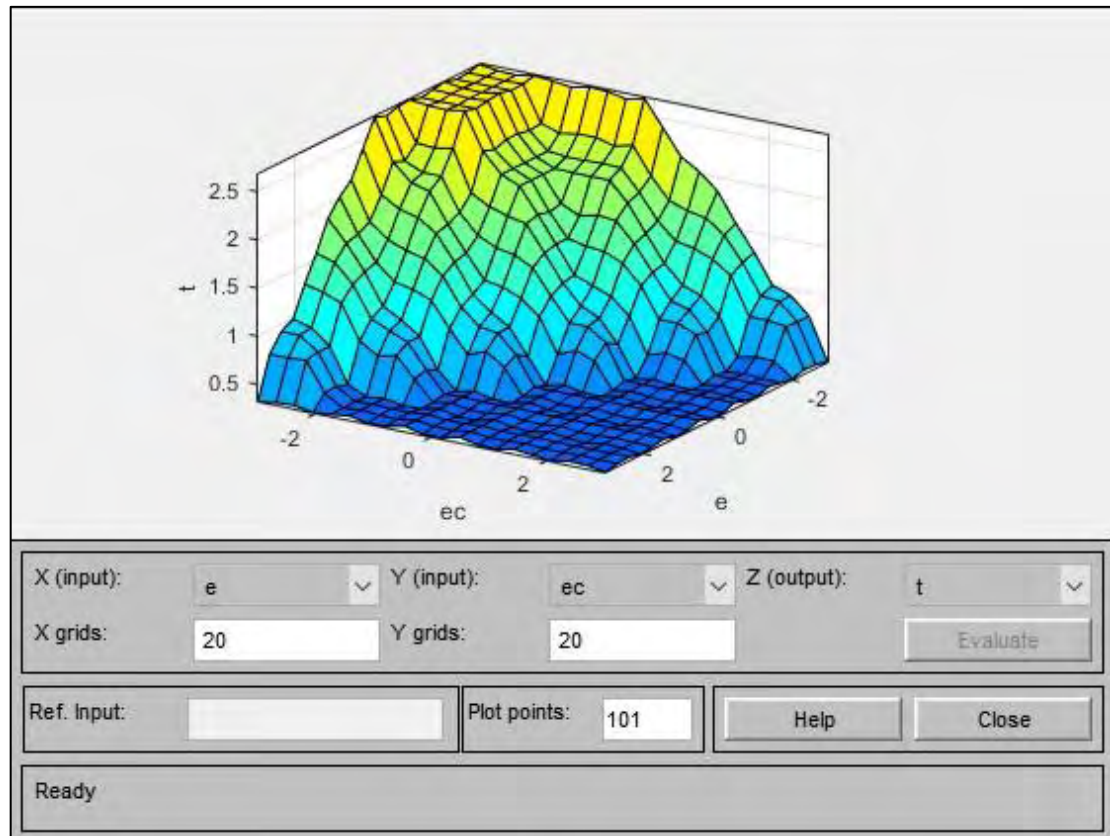 2.5
2
1.5
1
0.5
t
-2
0
2
ec
2
0
-2
e
X (input): e Y (input): ec Z (output): t
X grids: 20 Y grids: 20 Evaluate
Ref. Input: Plot points: 101 Help Close
Ready